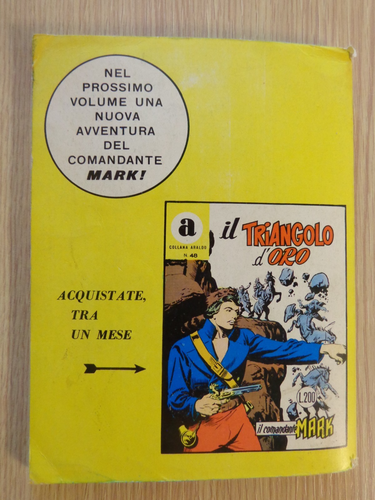 NEL
PROSSIMO
VOLUME UNA
NUOVA
AVVENTURA
DEL
COMANDANTE
MARK!
a
COLLANA ARALDO
N. 48
il TRIANGOLO
d'ORO
ACQUISTATE,
TRA
UN MESE
L.200
il comandante MARK